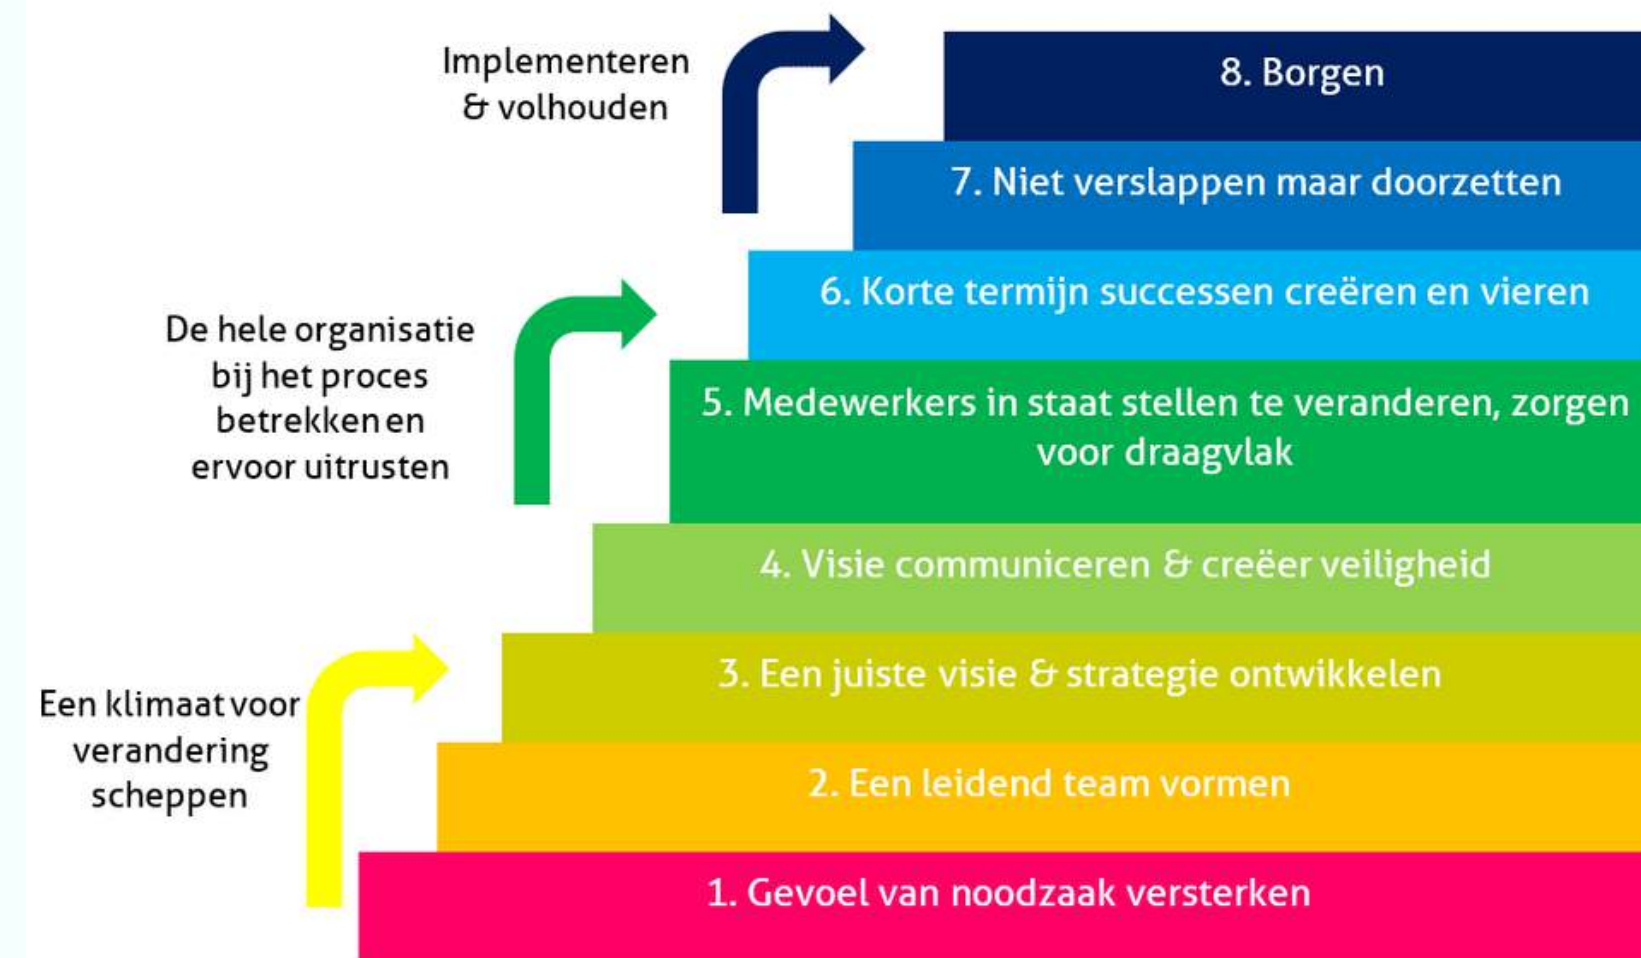 Implementeren
& volhouden
8. Borgen
7. Niet verslappen maar doorzetten
6. Korte termijn successen creëren en vieren
De hele organisatie
bij het proces
betrekken en
ervoor uitrusten
5. Medewerkers in staat stellen te veranderen, zorgen
voor draagvlak
4. Visie communiceren & creëer veiligheid
3. Een juiste visie & strategie ontwikkelen
Een klimaat voor
verandering
scheppen
2. Een leidend team vormen
1. Gevoel van noodzaak versterken